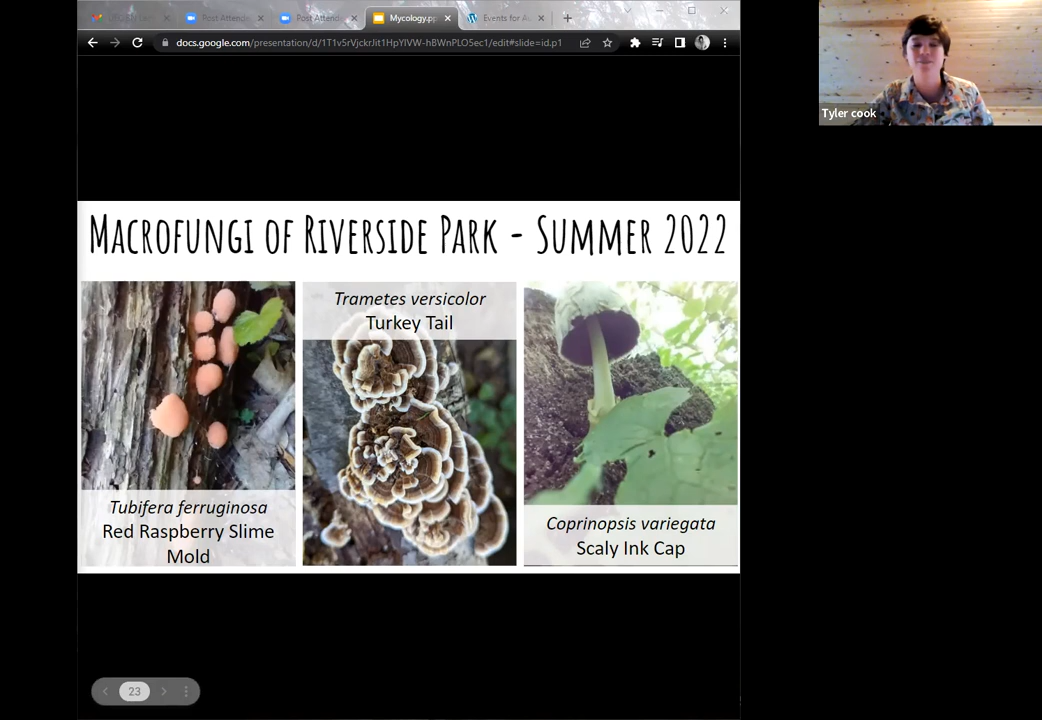 Post Attende
Post Attend
Mycology.pp
Events for Au
docs.google.com/presentation/d/1T1v5rVjckrJit1HpYIVW-hBWnPLO5ec1/edit#slide=id.p1
Tyler cook
Macrofungi of Riverside Park - Summer 2022
Trametes versicolor
Turkey Tail
Tubifera ferruginosa
Red Raspberry Slime
Mold
Coprinopsis variegata
Scaly Ink Cap
23